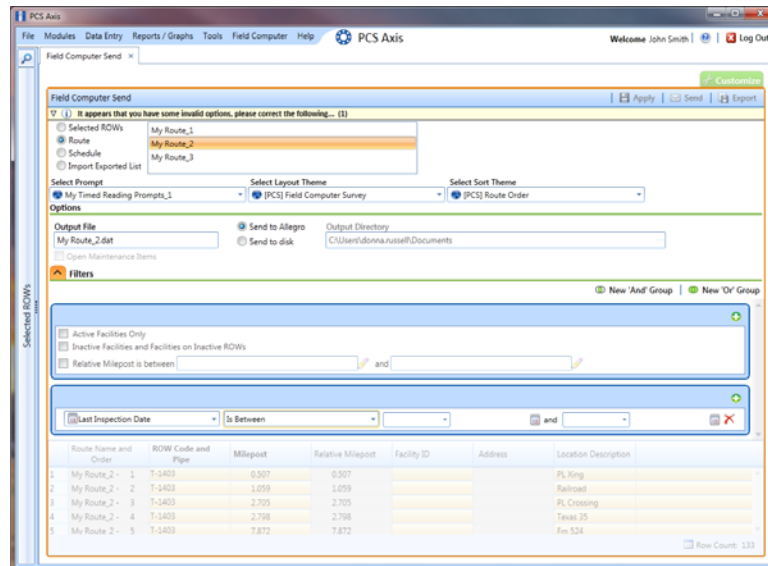 PCS Axis
File Modules Data Entry Reports / Graphs Tools Field Computer Help PCS Axis Welcome John Smith | | Log Out
Field Computer Send ×
Customize
Field Computer Send | Apply | Send | Export
It appears that you have some invalid options, please correct the following... (1)
Selected ROWs
Route
Schedule
Import Exported List
My Route_1
My Route_2
My Route_3
Select Prompt Select Layout Theme Select Sort Theme
My Timed Reading Prompts_1 [PCS] Field Computer Survey [PCS] Route Order
Options
Output File Send to Allegro Output Directory
My Route_2.dat Send to disk C:\Users\donna.russell\Documents
Open Maintenance Items
Filters
New 'And' Group | New 'Or' Group
Active Facilities Only
Inactive Facilities and Facilities on Inactive ROWs
Relative Milepost is between and
Last Inspection Date Is Between and
Route Name and Order ROW Code and Pipe Milepost Relative Milepost Facility ID Address Location Description
1 My Route_2 - 1 T-1403 0.507 0.507 PL Xing
2 My Route_2 - 2 T-1403 1.059 1.059 Railroad
3 My Route_2 - 3 T-1403 2.705 2.705 PL Crossing
4 My Route_2 - 4 T-1403 2.798 2.798 Texas 35
5 My Route_2 - 5 T-1403 7.872 7.872 Fm 524
Row Count: 133
Selected ROWs